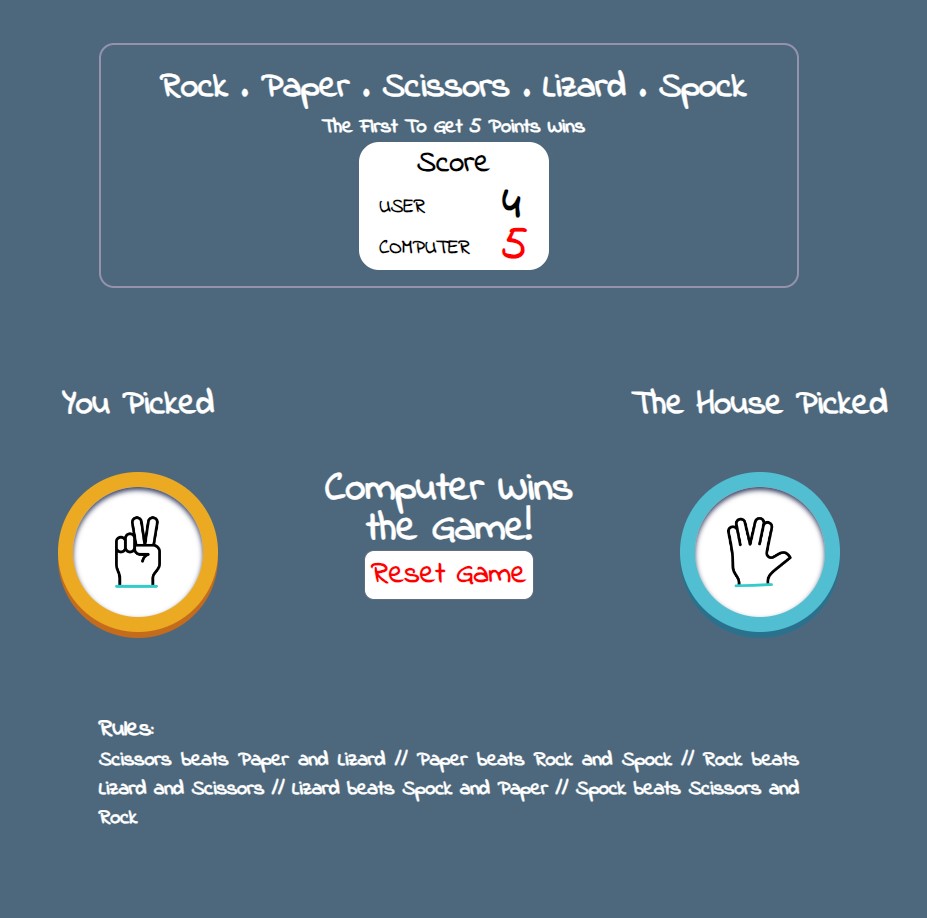 Rock . Paper . Scissors . Lizard . Spock
The First To Get 5 Points Wins
Score
USER 4
COMPUTER 5
You Picked
The House Picked
Computer Wins
the Game!
Reset Game
Rules:
Scissors beats Paper and Lizard // Paper beats Rock and Spock // Rock beats
Lizard and Scissors // Lizard beats Spock and Paper // Spock beats Scissors and
Rock